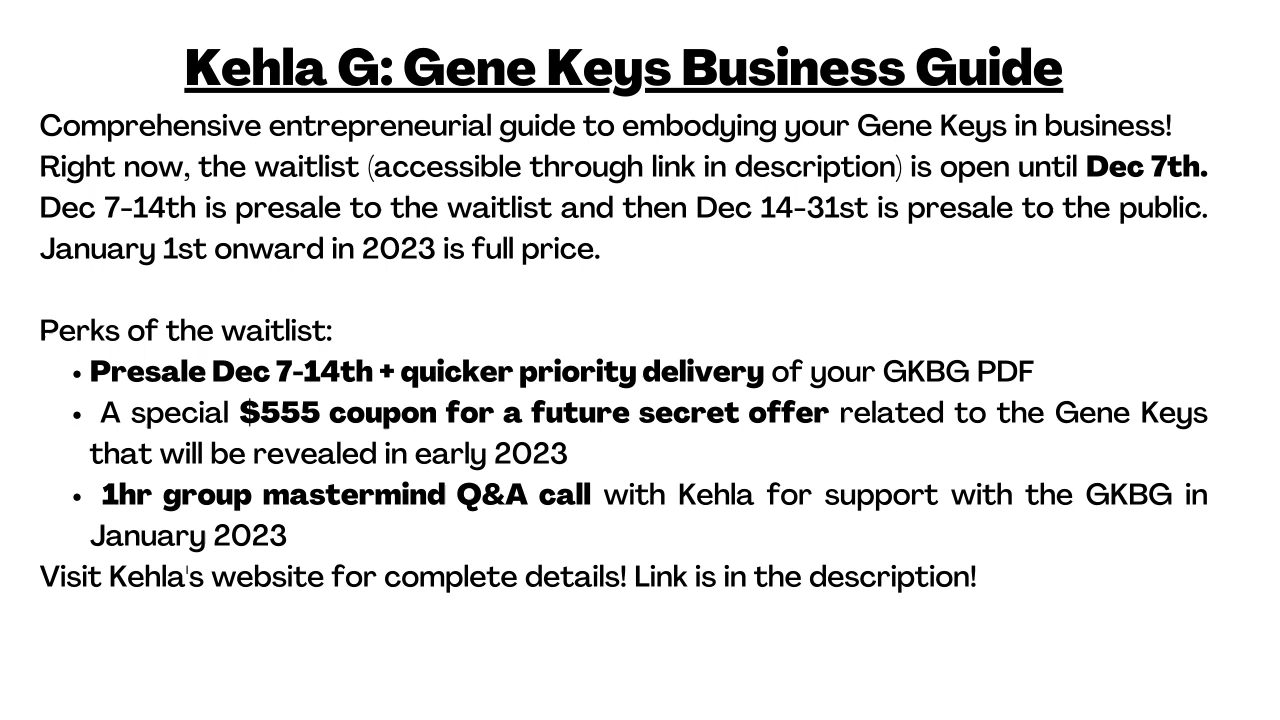 Kehla G: Gene Keys Business Guide
Comprehensive entrepreneurial guide to embodying your Gene Keys in business!
Right now, the waitlist (accessible through link in description) is open until Dec 7th.
Dec 7-14th is presale to the waitlist and then Dec 14-31st is presale to the public.
January 1st onward in 2023 is full price.
Perks of the waitlist:
• Presale Dec 7-14th + quicker priority delivery of your GKBG PDF
• A special $555 coupon for a future secret offer related to the Gene Keys
that will be revealed in early 2023
• 1hr group mastermind Q&A call with Kehla for support with the GKBG in
January 2023
Visit Kehla's website for complete details! Link is in the description!